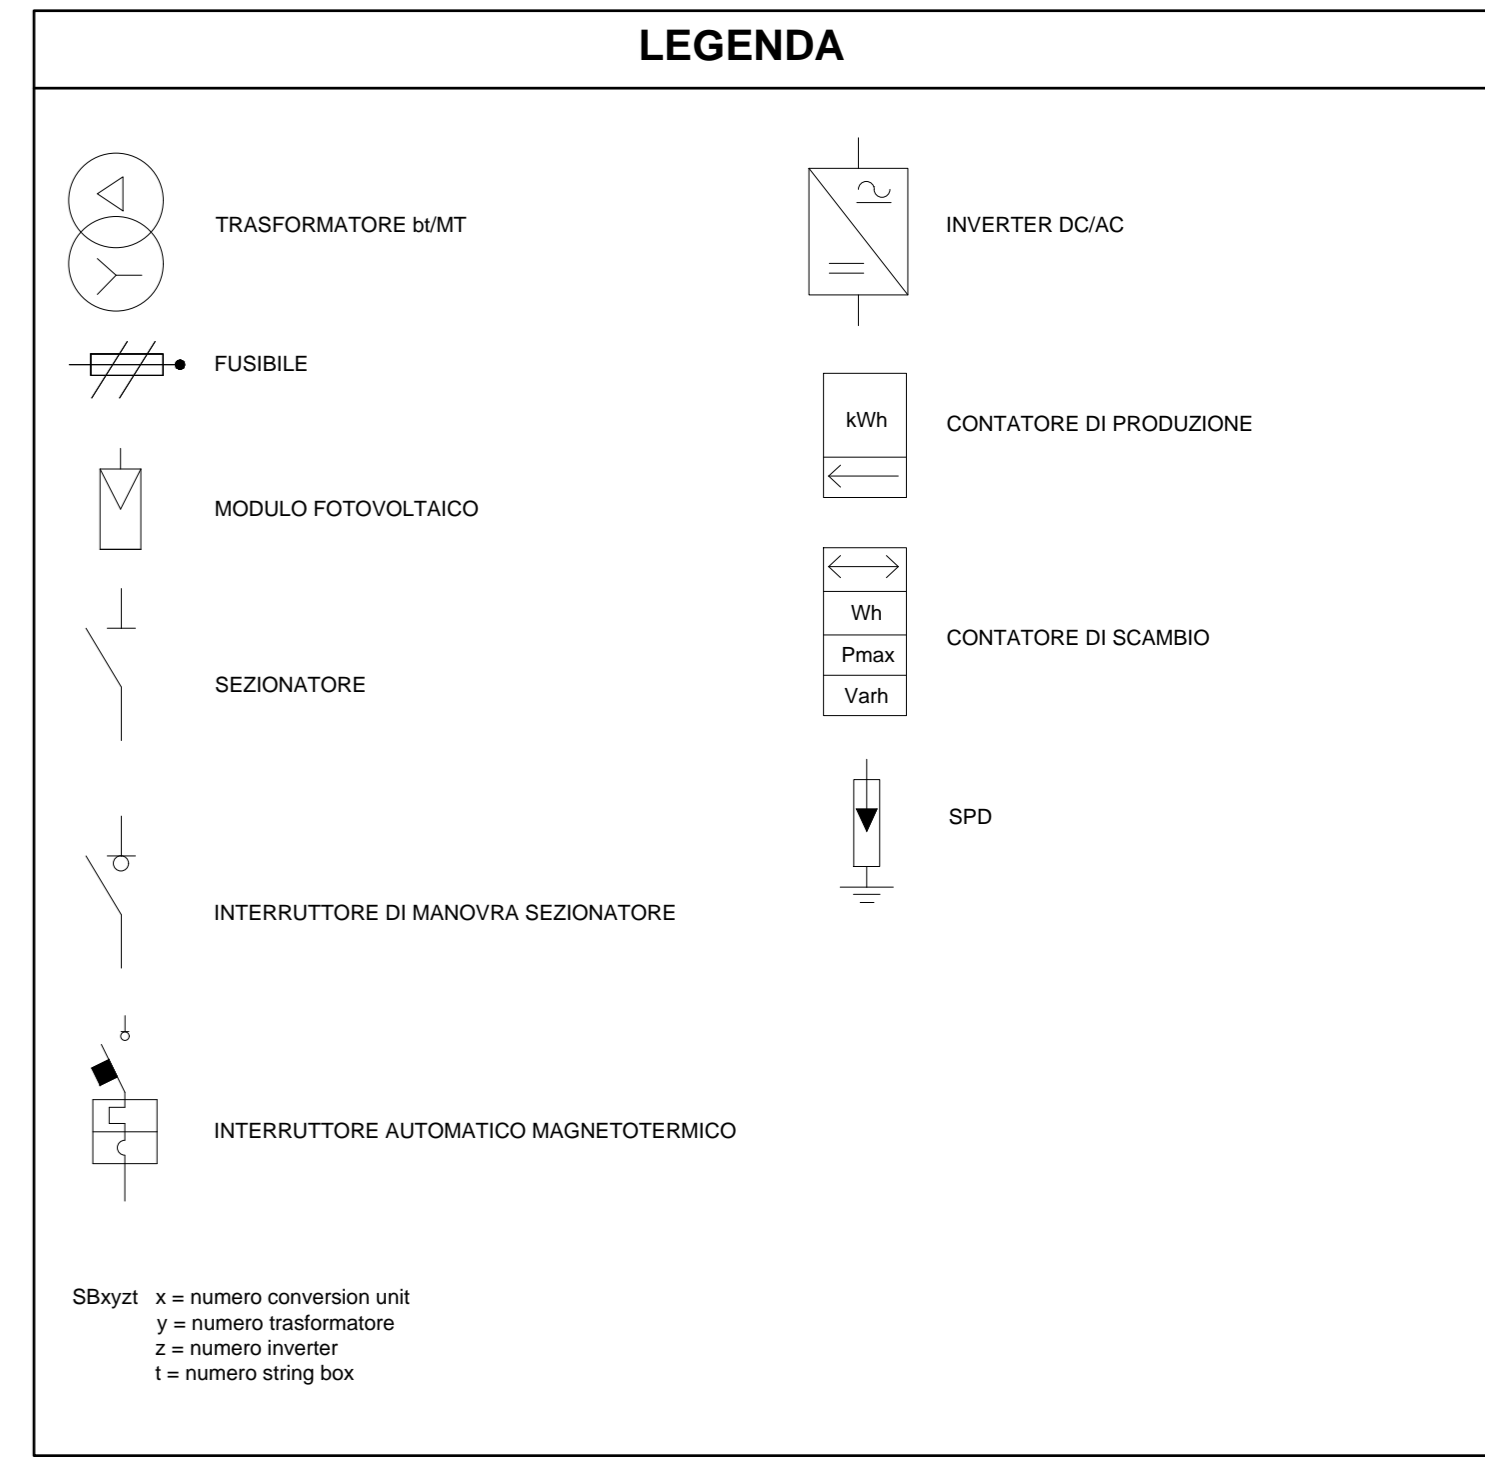 LEGENDA
TRASFORMATORE bt/MT
FUSIBILE
MODULO FOTOVOLTAICO
SEZIONATORE
INTERRUTTORE DI MANOVRA SEZIONATORE
INTERRUTTORE AUTOMATICO MAGNETOTERMICO
SBxyzt x = numero conversion unit
y = numero trasformatore
z = numero inverter
t = numero string box
INVERTER DC/AC
kWh
CONTATORE DI PRODUZIONE
Wh
Pmax
Varh
CONTATORE DI SCAMBIO
SPD